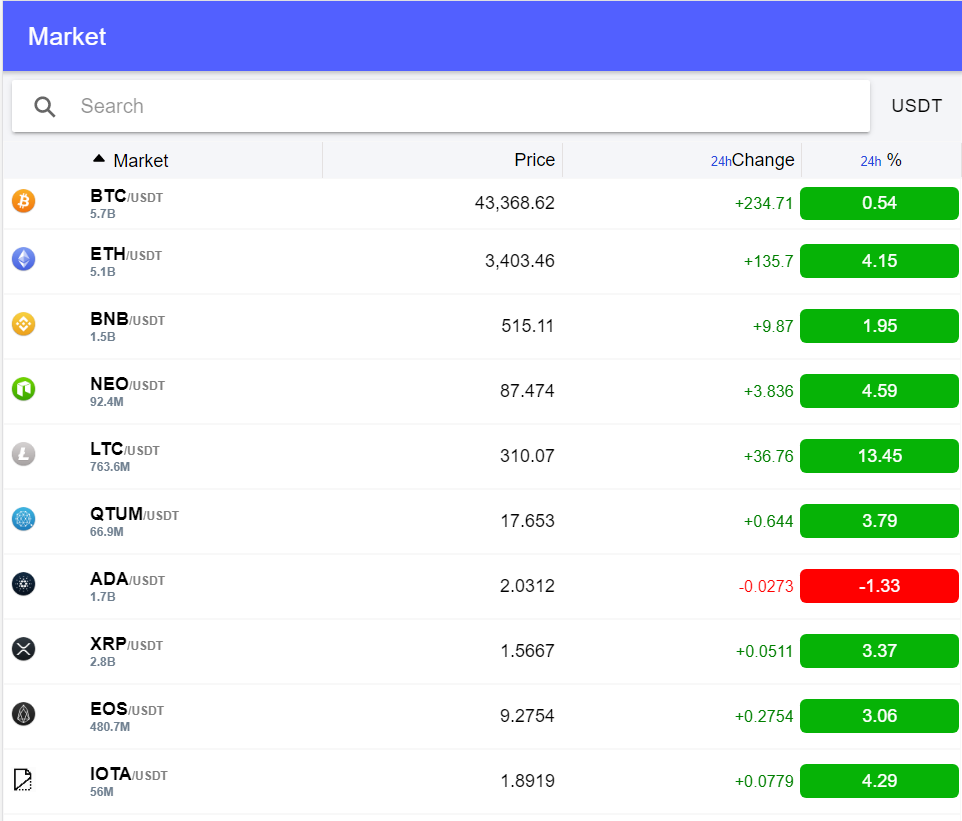 Market
Search
USDT
Market Price 24hChange 24h %
BTC/USDT 43,368.62 +234.71 0.54
5.7B
ETH/USDT 3,403.46 +135.7 4.15
5.1B
BNB/USDT 515.11 +9.87 1.95
1.5B
NEO/USDT 87.474 +3.836 4.59
92.4M
LTC/USDT 310.07 +36.76 13.45
763.6M
QTUM/USDT 17.653 +0.644 3.79
66.9M
ADA/USDT 2.0312 -0.0273 -1.33
1.7B
XRP/USDT 1.5667 +0.0511 3.37
2.8B
EOS/USDT 9.2754 +0.2754 3.06
480.7M
IOTA/USDT 1.8919 +0.0779 4.29
56M